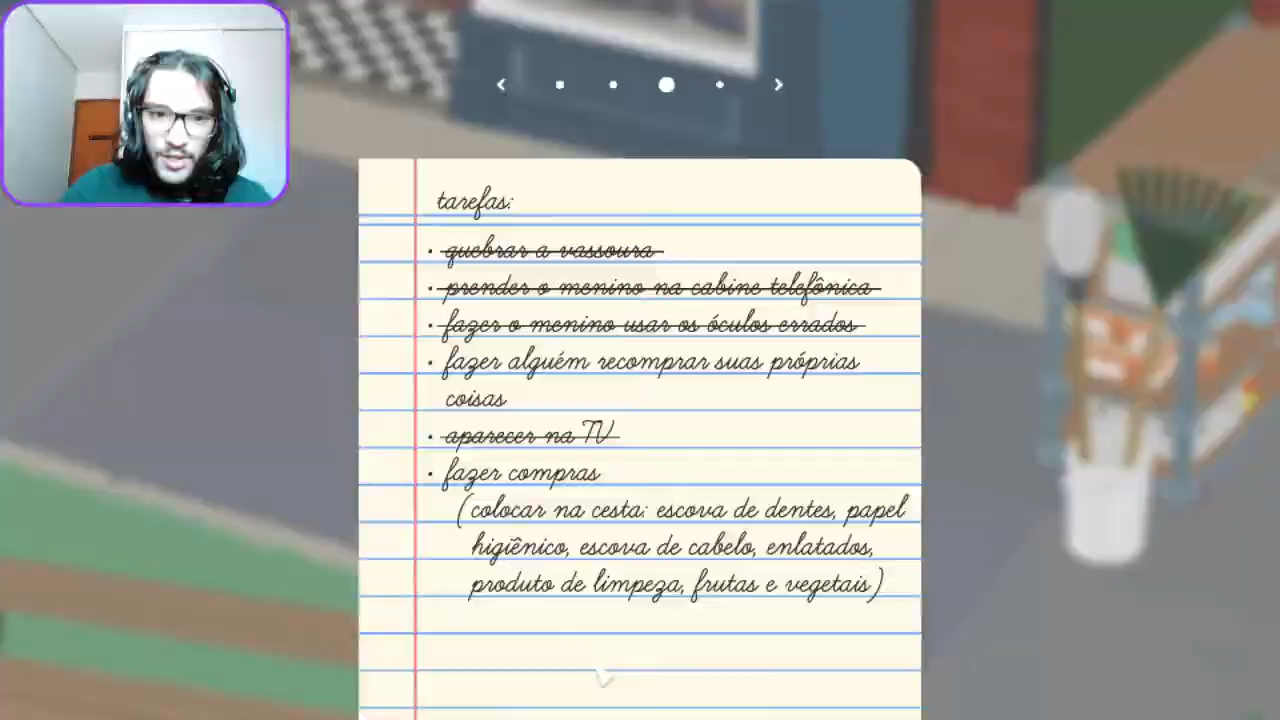 tarefas:
• quebrar a vassoura
• prender o menino na cabine telefônica
• fazer o menino usar os óculos errados
• fazer alguém recomprar suas próprias
coisas
• aparecer na TV
• fazer compras
(colocar na cesta: escova de dentes, papel
higiênico, escova de cabelo, enlatados,
produto de limpeza, frutas e vegetais)